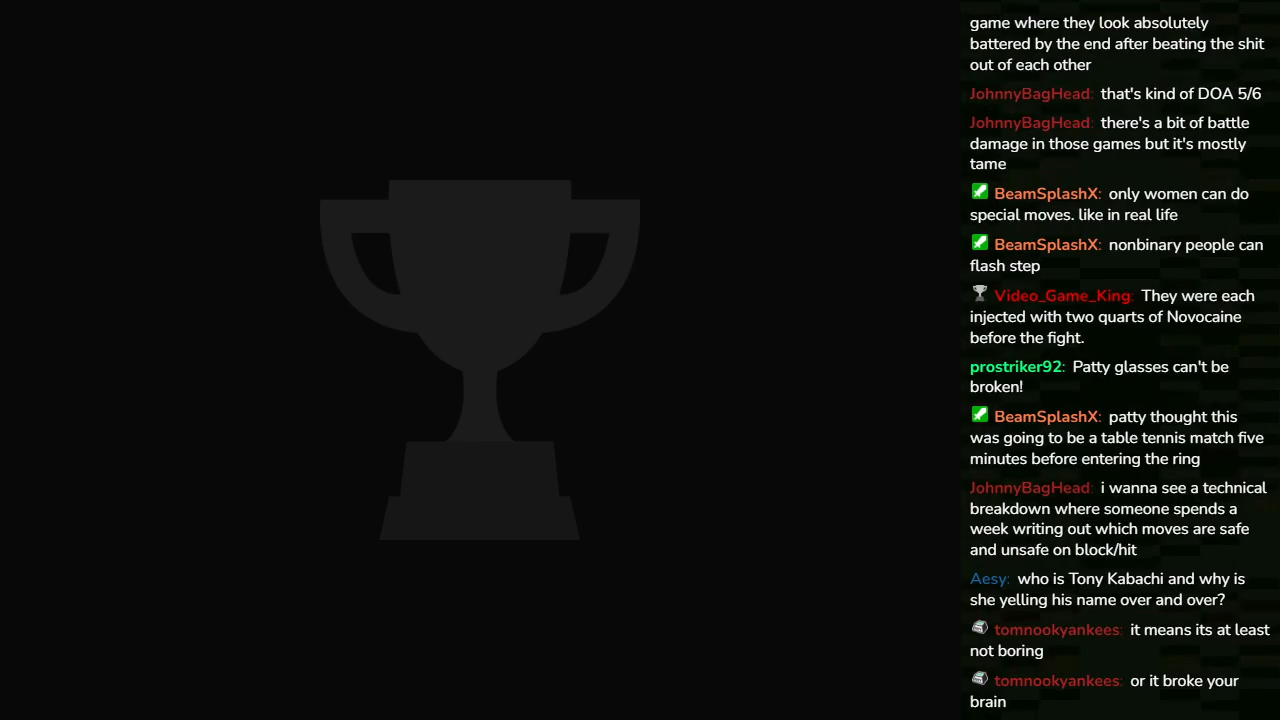 game where they look absolutely
battered by the end after beating the shit
out of each other
JohnnyBagHead: that's kind of DOA 5/6
JohnnyBagHead: there's a bit of battle
damage in those games but it's mostly
tame
BeamSplashX: only women can do
special moves. like in real life
BeamSplashX: nonbinary people can
flash step
Video_Game_King: They were each
injected with two quarts of Novocaine
before the fight.
prostriker92: Patty glasses can't be
broken!
BeamSplashX: patty thought this
was going to be a table tennis match five
minutes before entering the ring
JohnnyBagHead: i wanna see a technical
breakdown where someone spends a
week writing out which moves are safe
and unsafe on block/hit
Aesy: who is Tony Kabachi and why is
she yelling his name over and over?
tomnookyankees: it means its at least
not boring
tomnookyankees: or it broke your
brain